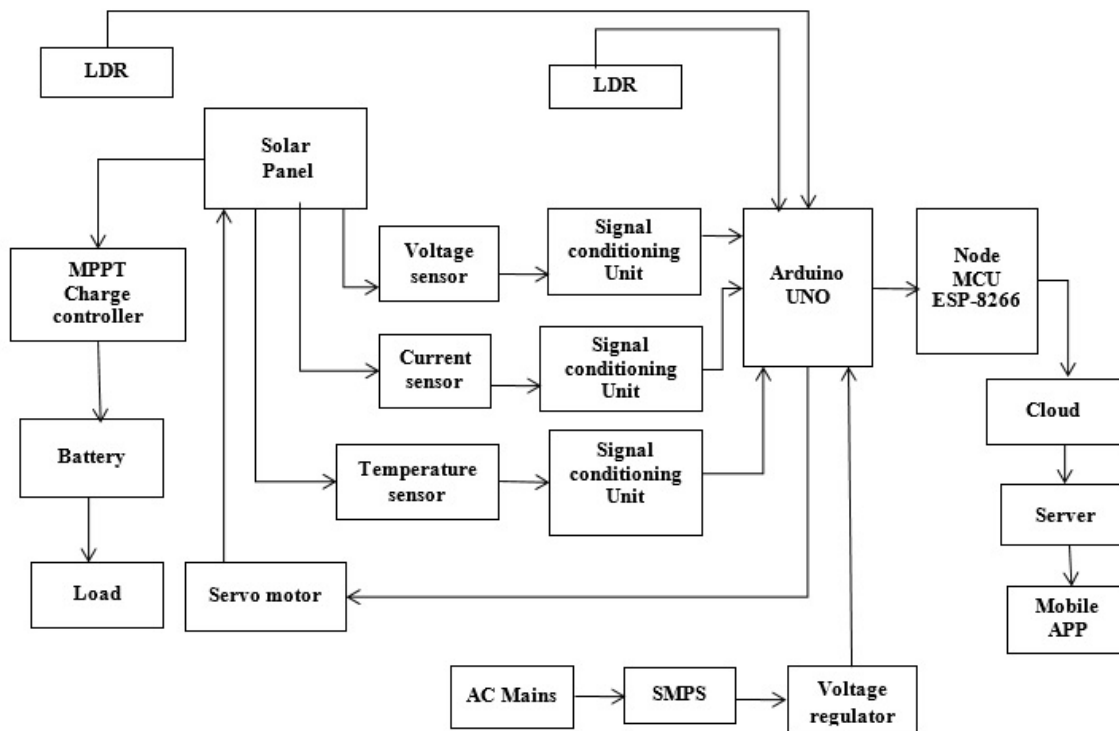 LDR
LDR
Solar
Panel
MPPT
Charge
controller
Voltage
sensor
Signal
conditioning
Unit
Arduino
UNO
Node
MCU
ESP-8266
Current
sensor
Signal
conditioning
Unit
Cloud
Battery
Temperature
sensor
Signal
conditioning
Unit
Server
Load
Servo motor
Mobile
APP
AC Mains
SMPS
Voltage
regulator